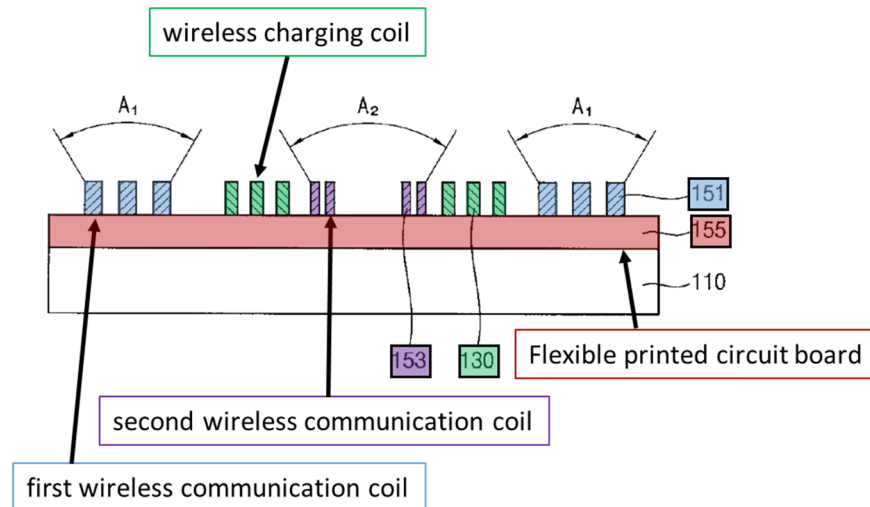 wireless charging coil
A₁
A₂
A₁
151
155
110
153
130
Flexible printed circuit board
second wireless communication coil
first wireless communication coil